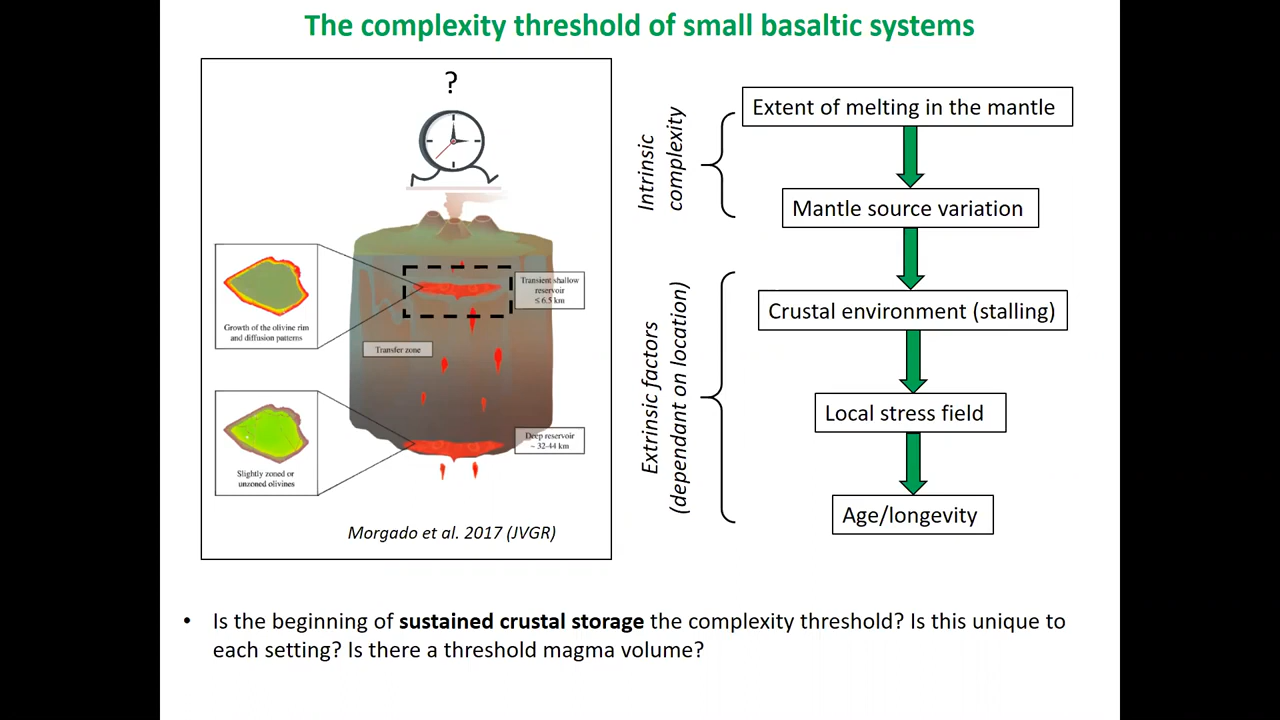 The complexity threshold of small basaltic systems
?
Transient shallow
reservoir
≤ 6.5 km
Growth of the olivine rim
and diffusion patterns
Transfer zone
Deep reservoir
~ 32-44 km
Slightly zoned or
unzoned olivines
Morgado et al. 2017 (JVGR)
Intrinsic
complexity
Extrinsic factors
(dependant on location)
Extent of melting in the mantle
Mantle source variation
Crustal environment (stalling)
Local stress field
Age/longevity
• Is the beginning of sustained crustal storage the complexity threshold? Is this unique to
each setting? Is there a threshold magma volume?